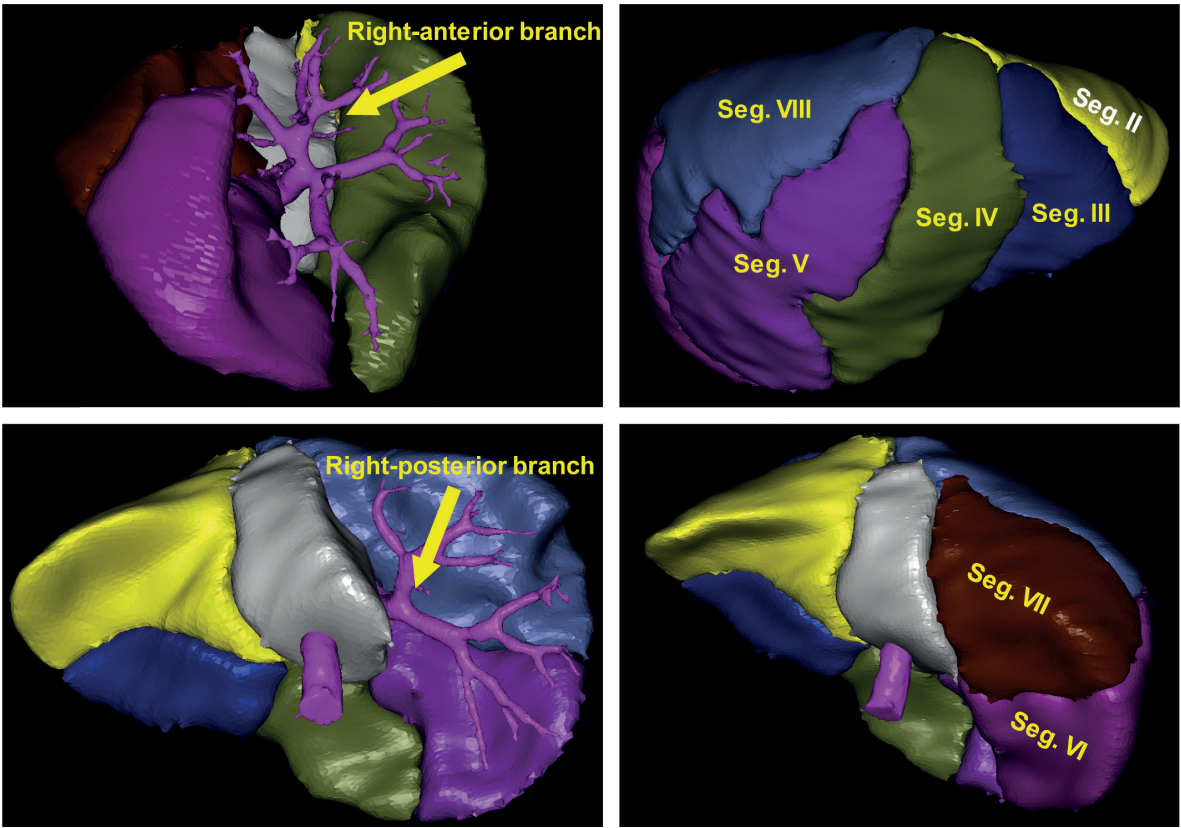 Right-anterior branch
Seg. VIII
Seg. II
Seg. IV
Seg. III
Seg. V
Right-posterior branch
Seg. VII
Seg. VI